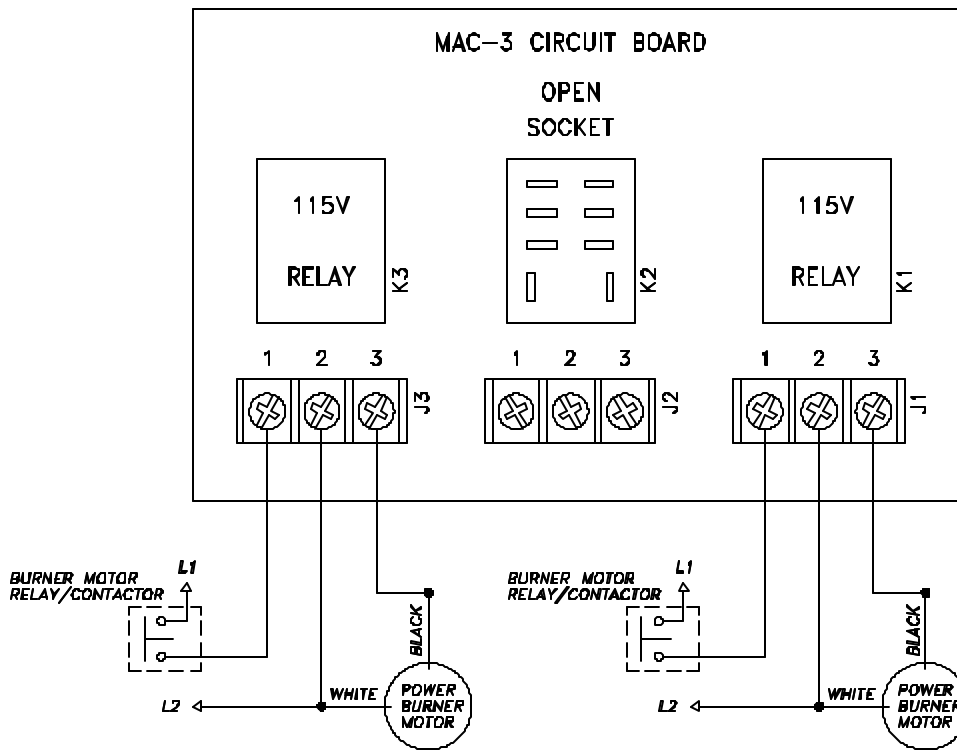 MAC-3 CIRCUIT BOARD
OPEN
SOCKET
115V
RELAY
K3
K2
115V
RELAY
K1
1 2 3
J3
1 2 3
J2
1 2 3
J1
BURNER MOTOR
RELAY/CONTACTOR
L1
BLACK
L2
WHITE
POWER
BURNER
MOTOR
BURNER MOTOR
RELAY/CONTACTOR
L1
BLACK
L2
WHITE
POWER
BURNER
MOTOR